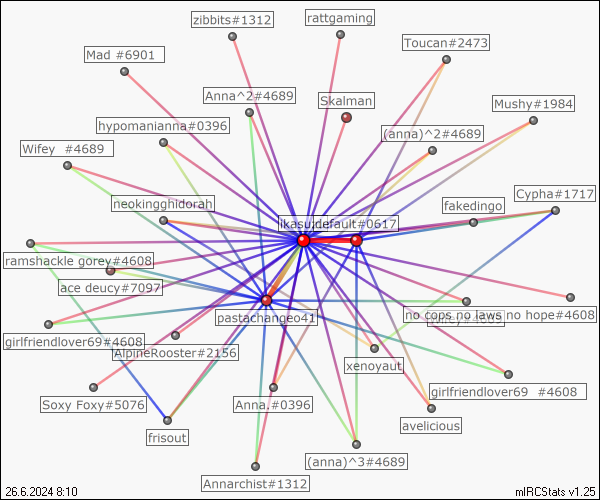 zibbits#1312
rattgaming
Toucan#2473
Mad #6901
Anna^2#4689
Skalman
Mushy#1984
hypomanianna#0396
(anna)^2#4689
Wifey #4689
Cypha#1717
neokingghidorah
fakedingo
default#0617
ramshackle gorey#4608
ace deucy#7097
pastachangeo41
no cops no laws no hope#4608
girlfriendlover69#4608
AlpineRooster#2156
xenoyaut
girlfriendlover69 #4608
Soxy Foxy#5076
Anna.#0396
avelicious
frisout
(anna)^3#4689
Annarchist#1312
26.6.2024 8:10
mIRCStats v1.25